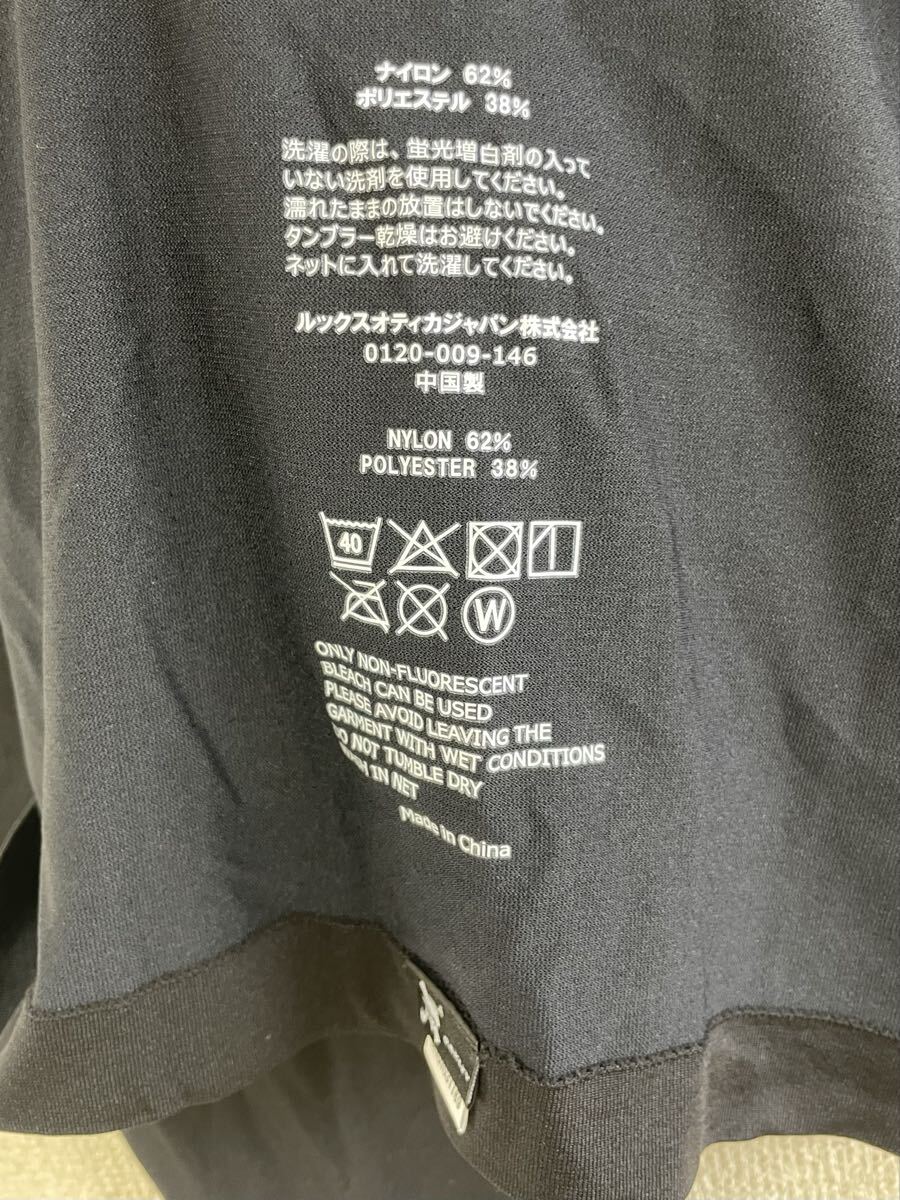 ナイロン 62%
ポリエステル 38%
洗濯の際は、蛍光増白剤の入って
いない洗剤を使用してください。
濡れたままの放置はしないでください。
タンブラー乾燥はお避けください。
ネットに入れて洗濯してください。
ルックスオティカジャパン株式会社
0120-009-146
中国製
NYLON 62%
POLYESTER 38%
40
W
ONLY NON-FLUORESCENT
BLEACH CAN BE USED
PLEASE AVOID LEAVING THE
GARMENT WITH WET CONDITIONS
DO NOT TUMBLE DRY
IN NET
Made in China